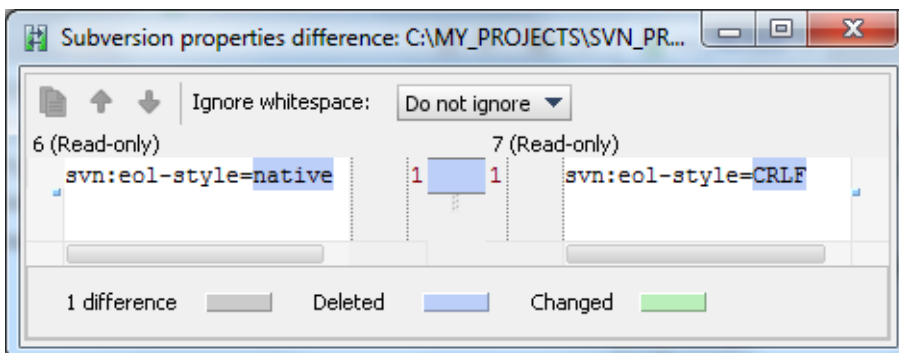 Subversion properties difference: C:\MY_PROJECTS\SVN_PR...
Ignore whitespace: Do not ignore
6 (Read-only) 7 (Read-only)
svn:eol-style=native 1 1 svn:eol-style=CRLF
1 difference Deleted Changed